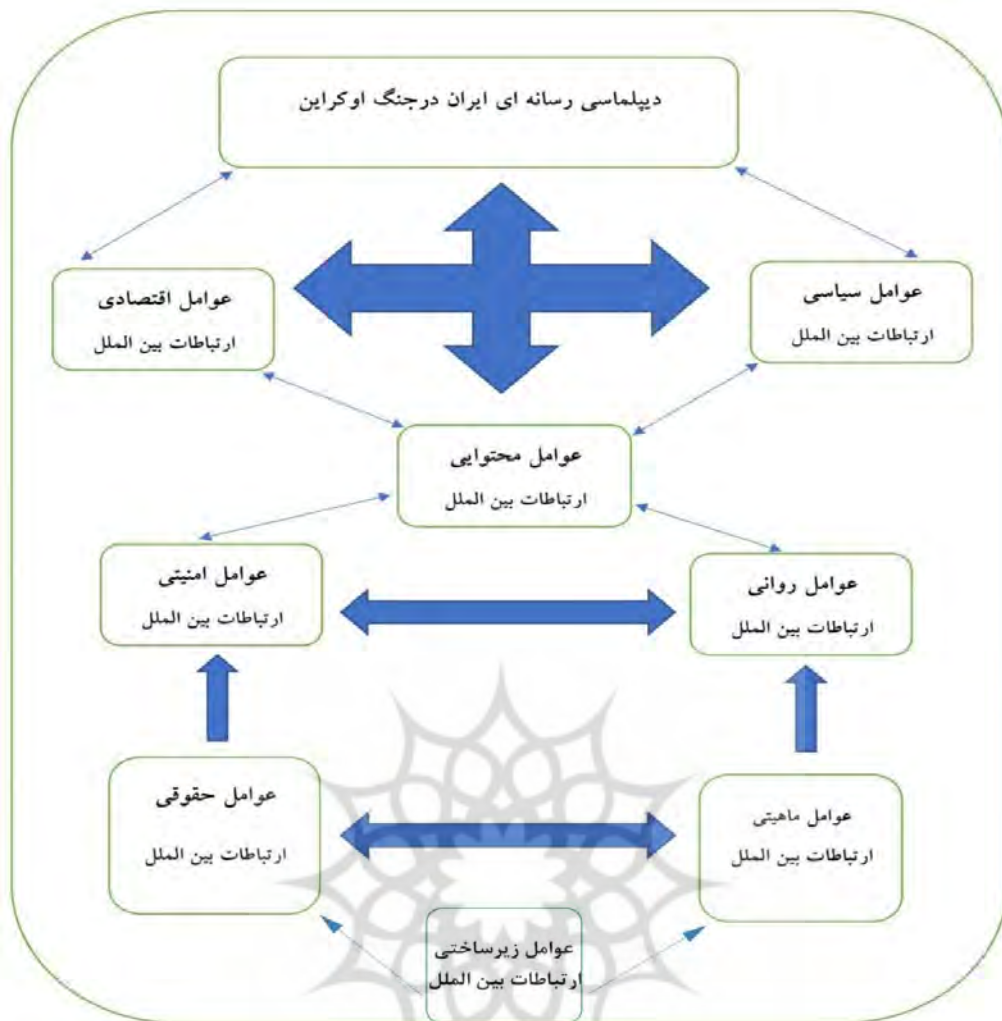 دیپلماسی رسانه ای ایران درجنگ اوکراین
عوامل سیاسی
ارتباطات بین الملل
عوامل اقتصادی
ارتباطات بین الملل
عوامل محتوایی
ارتباطات بین الملل
عوامل روانی
ارتباطات بین الملل
عوامل امنیتی
ارتباطات بین الملل
عوامل ماهیتی
ارتباطات بین الملل
عوامل حقوقی
ارتباطات بین الملل
عوامل زیرساختی
ارتباطات بین الملل